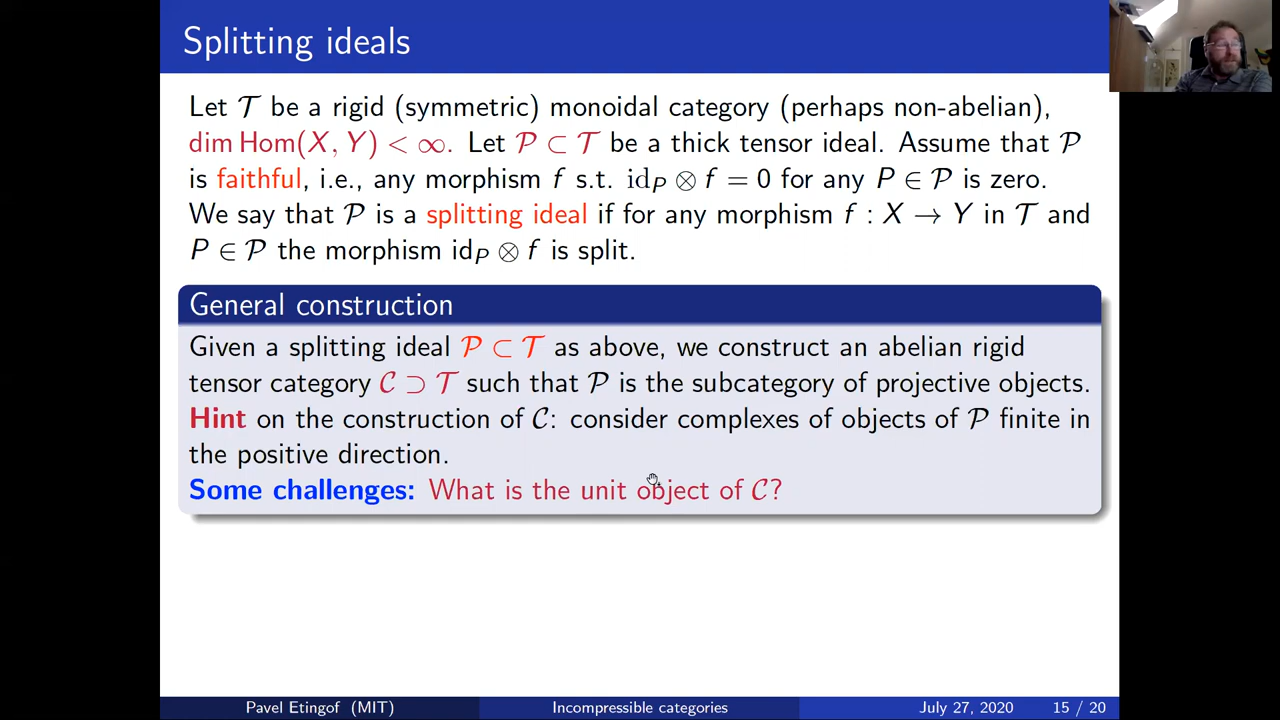 Splitting ideals
Let 𝒯 be a rigid (symmetric) monoidal category (perhaps non-abelian),
dim Hom(X, Y) < ∞. Let 𝒫 ⊂ 𝒯 be a thick tensor ideal. Assume that 𝒫
is faithful, i.e., any morphism f s.t. id_P ⊗ f = 0 for any P ∈ 𝒫 is zero.
We say that 𝒫 is a splitting ideal if for any morphism f : X → Y in 𝒯 and
P ∈ 𝒫 the morphism id_P ⊗ f is split.
General construction
Given a splitting ideal 𝒫 ⊂ 𝒯 as above, we construct an abelian rigid
tensor category 𝒞 ⊃ 𝒯 such that 𝒫 is the subcategory of projective objects.
Hint on the construction of 𝒞: consider complexes of objects of 𝒫 finite in
the positive direction.
Some challenges: What is the unit object of 𝒞?
Pavel Etingof (MIT) Incompressible categories July 27, 2020 15 / 20